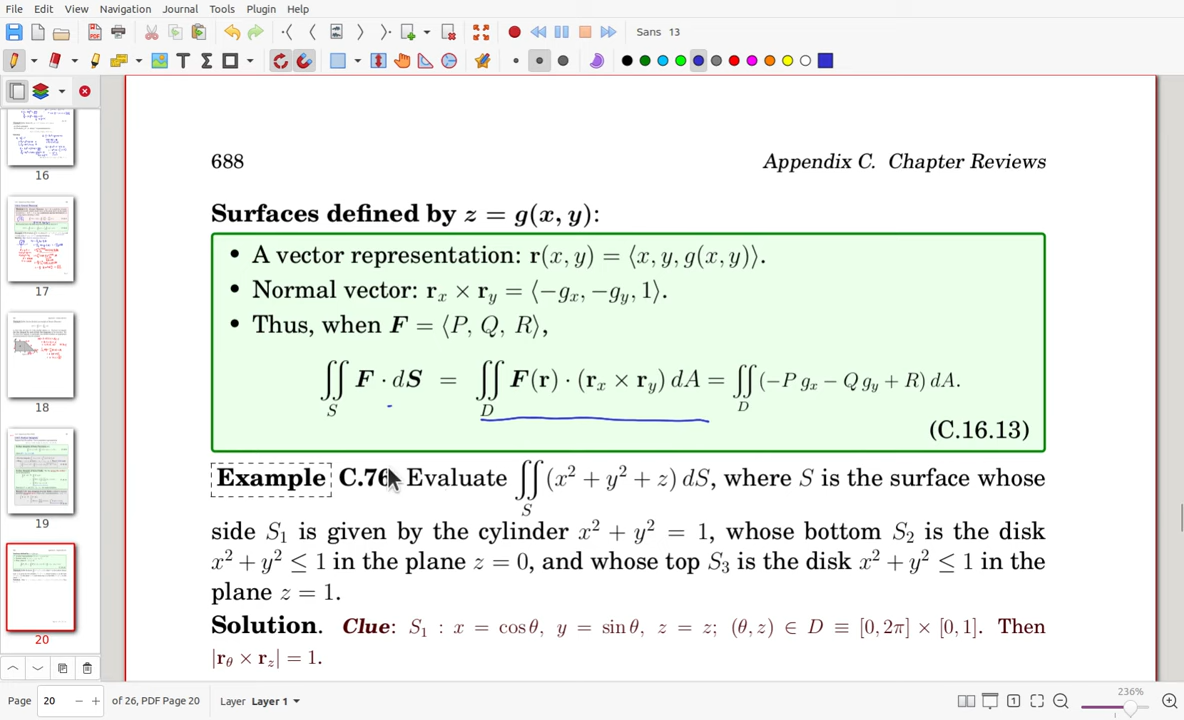 File Edit View Navigation Journal Tools Plugin Help
Sans 13
16
17
18
19
20
688 Appendix C. Chapter Reviews
Surfaces defined by z = g(x, y):
• A vector representation: r(x, y) = ⟨x, y, g(x, y)⟩.
• Normal vector: r_x × r_y = ⟨−g_x, −g_y, 1⟩.
• Thus, when F = ⟨P, Q, R⟩,
∬_S F · dS = ∬_D F(r) · (r_x × r_y) dA = ∬_D (−P g_x − Q g_y + R) dA.
(C.16.13)
Example C.76 Evaluate ∬_S (x² + y² + z) dS, where S is the surface whose
side S₁ is given by the cylinder x² + y² = 1, whose bottom S₂ is the disk
x² + y² ≤ 1 in the plane z = 0, and whose top S₃ is the disk x² + y² ≤ 1 in the
plane z = 1.
Solution. Clue: S₁ : x = cos θ, y = sin θ, z = z; (θ, z) ∈ D ≡ [0, 2π] × [0, 1]. Then
|r_θ × r_z| = 1.
Page 20 of 26, PDF Page 20 Layer Layer 1 236%